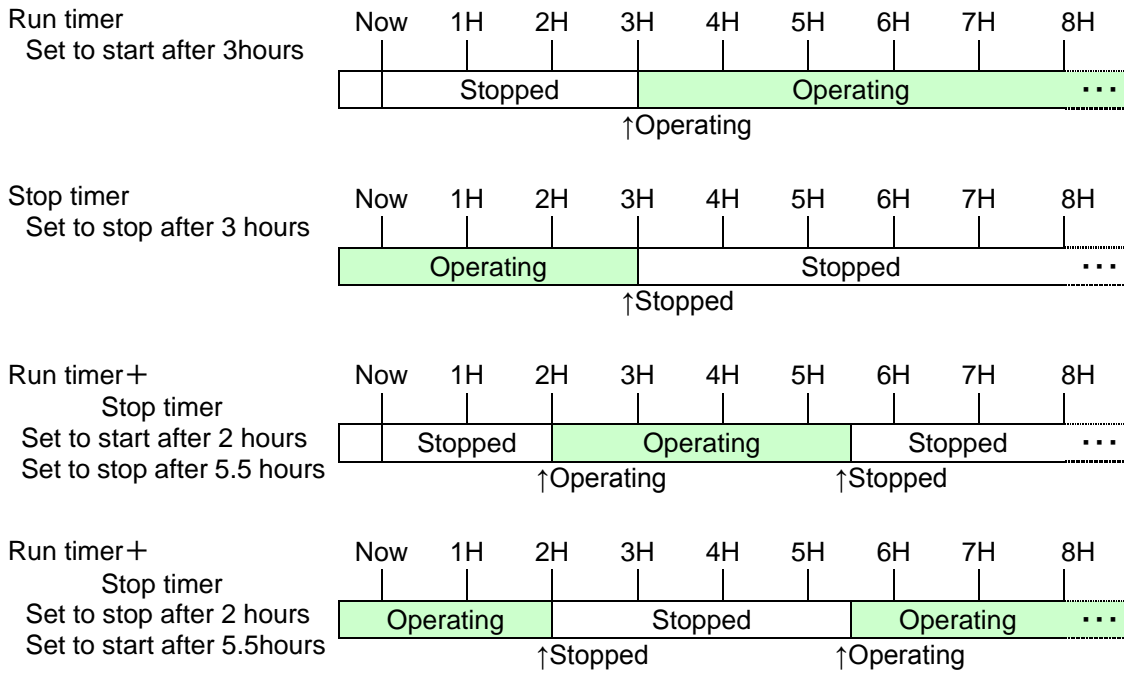 Run timer
Set to start after 3hours
Now 1H 2H 3H 4H 5H 6H 7H 8H
Stopped Operating ･･･
↑Operating
Stop timer
Set to stop after 3 hours
Now 1H 2H 3H 4H 5H 6H 7H 8H
Operating Stopped ･･･
↑Stopped
Run timer＋
Stop timer
Set to start after 2 hours
Set to stop after 5.5 hours
Now 1H 2H 3H 4H 5H 6H 7H 8H
Stopped Operating Stopped ･･･
↑Operating ↑Stopped
Run timer＋
Stop timer
Set to stop after 2 hours
Set to start after 5.5hours
Now 1H 2H 3H 4H 5H 6H 7H 8H
Operating Stopped Operating ･･･
↑Stopped ↑Operating